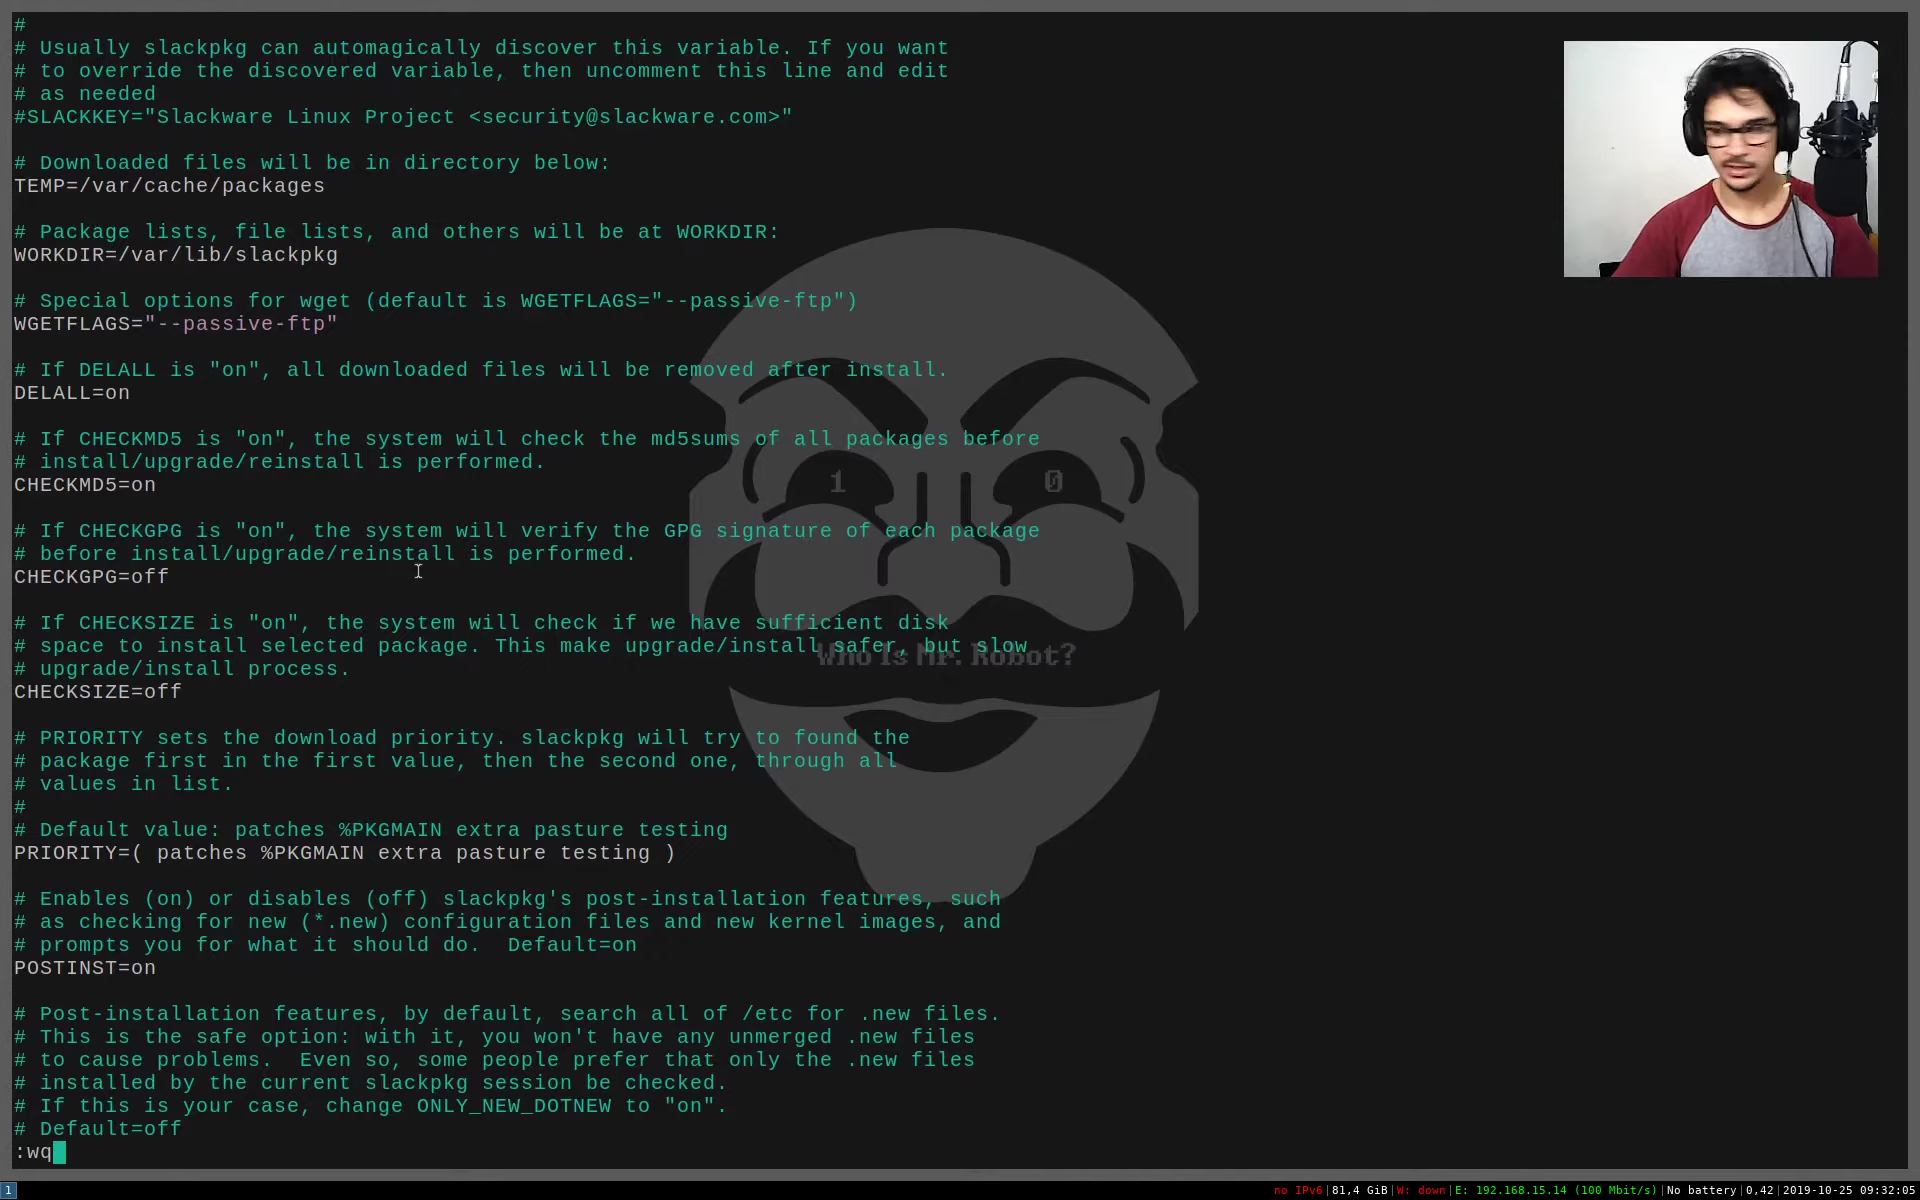 #
# Usually slackpkg can automagically discover this variable. If you want
# to override the discovered variable, then uncomment this line and edit
# as needed
#SLACKKEY="Slackware Linux Project <security@slackware.com>"
# Downloaded files will be in directory below:
TEMP=/var/cache/packages
# Package lists, file lists, and others will be at WORKDIR:
WORKDIR=/var/lib/slackpkg
# Special options for wget (default is WGETFLAGS="--passive-ftp")
WGETFLAGS="--passive-ftp"
# If DELALL is "on", all downloaded files will be removed after install.
DELALL=on
# If CHECKMD5 is "on", the system will check the md5sums of all packages before
# install/upgrade/reinstall is performed.
CHECKMD5=on
1 0
# If CHECKGPG is "on", the system will verify the GPG signature of each package
# before install/upgrade/reinstall is performed.
CHECKGPG=off
# If CHECKSIZE is "on", the system will check if we have sufficient disk
# space to install selected package. This make upgrade/install safer, but slow
Who Is Mr. Robot?
# upgrade/install process.
CHECKSIZE=off
# PRIORITY sets the download priority. slackpkg will try to found the
# package first in the first value, then the second one, through all
# values in list.
#
# Default value: patches %PKGMAIN extra pasture testing
PRIORITY=( patches %PKGMAIN extra pasture testing )
# Enables (on) or disables (off) slackpkg's post-installation features, such
# as checking for new (*.new) configuration files and new kernel images, and
# prompts you for what it should do.  Default=on
POSTINST=on
# Post-installation features, by default, search all of /etc for .new files.
# This is the safe option: with it, you won't have any unmerged .new files
# to cause problems.  Even so, some people prefer that only the .new files
# installed by the current slackpkg session be checked.
# If this is your case, change ONLY_NEW_DOTNEW to "on".
# Default=off
:wq
1 no IPv6|81,4 GiB|W: down|E: 192.168.15.14 (100 Mbit/s)|No battery|0,42|2019-10-25 09:32:05